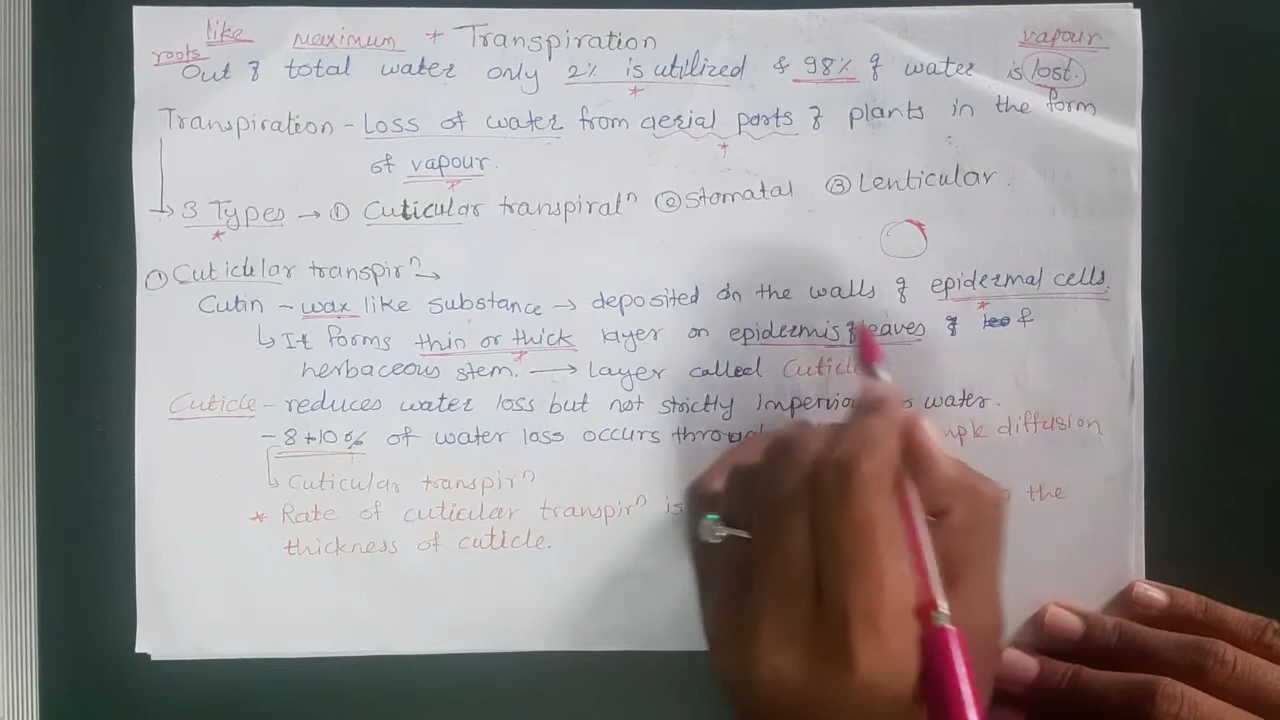 like maximum * Transpiration vapour
roots
Out of total water only 2% is utilized & 98% of water is lost.
*
Transpiration - Loss of water from aerial parts of plants in the form
*
of vapour.
*
→ 3 Types → ① Cuticular transpiratⁿ ② Stomatal ③ Lenticular.
*
① Cuticular transpirⁿ →
Cutin - wax like substance → deposited on the walls of epidermal cells.
*
↳ It forms thin or thick layer on epidermis of leaves of &
*
herbaceous stem. → Layer called Cuticle
Cuticle - reduces water loss but not strictly water.
- 8 to 10% of water loss occurs diffusion
↳ Cuticular transpirⁿ
* Rate of cuticular transpirⁿ is the
thickness of cuticle.